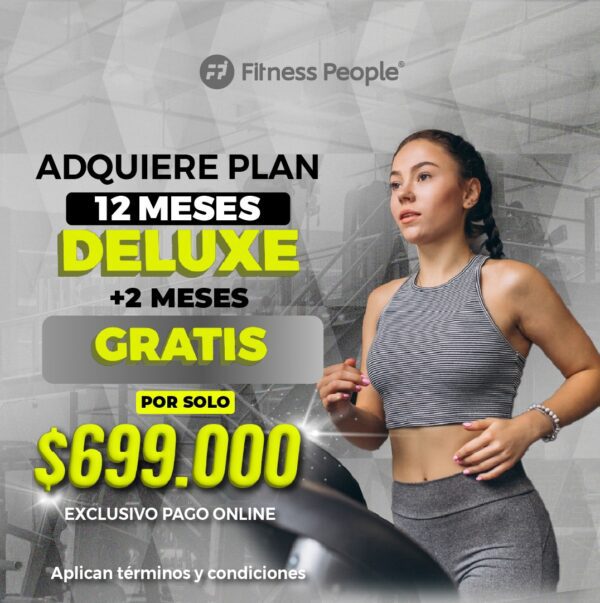 Fitness People®
ADQUIERE PLAN
12 MESES
DELUXE
+2 MESES
GRATIS
POR SOLO
$699.000
EXCLUSIVO PAGO ONLINE
Aplican términos y condiciones